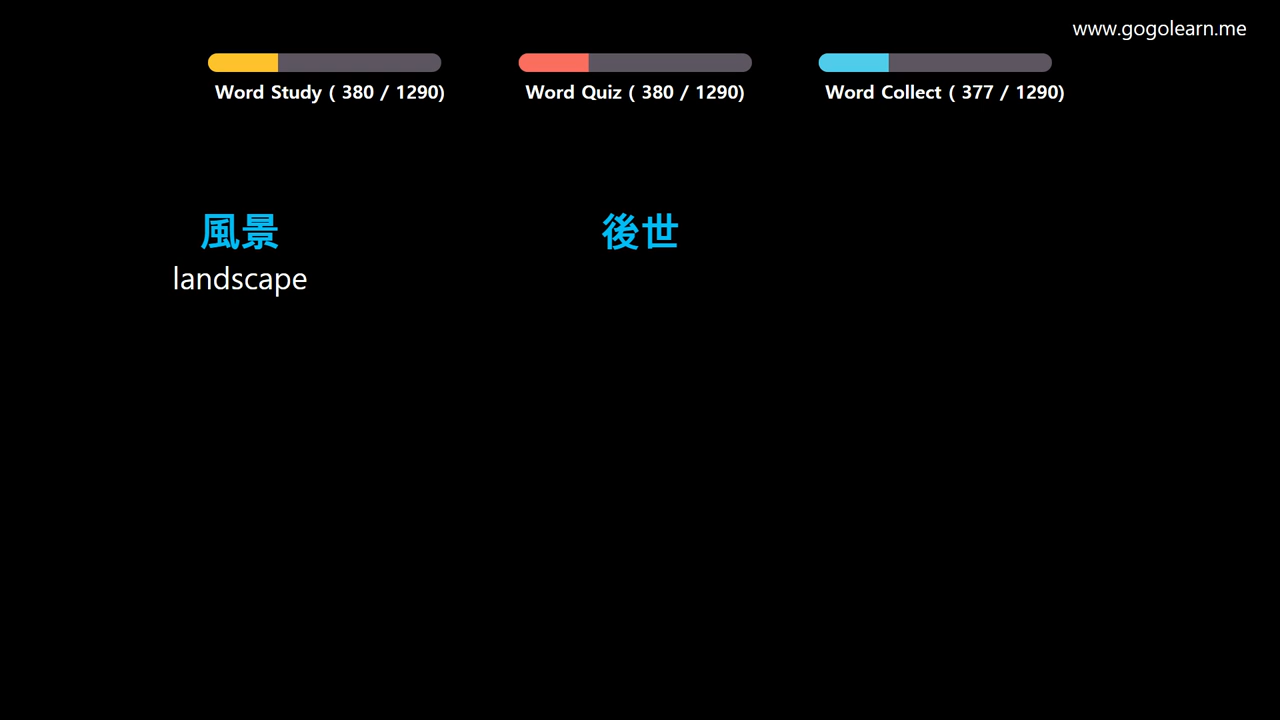 www.gogolearn.me
Word Study ( 380 / 1290)
Word Quiz ( 380 / 1290)
Word Collect ( 377 / 1290)
風景
landscape
後世